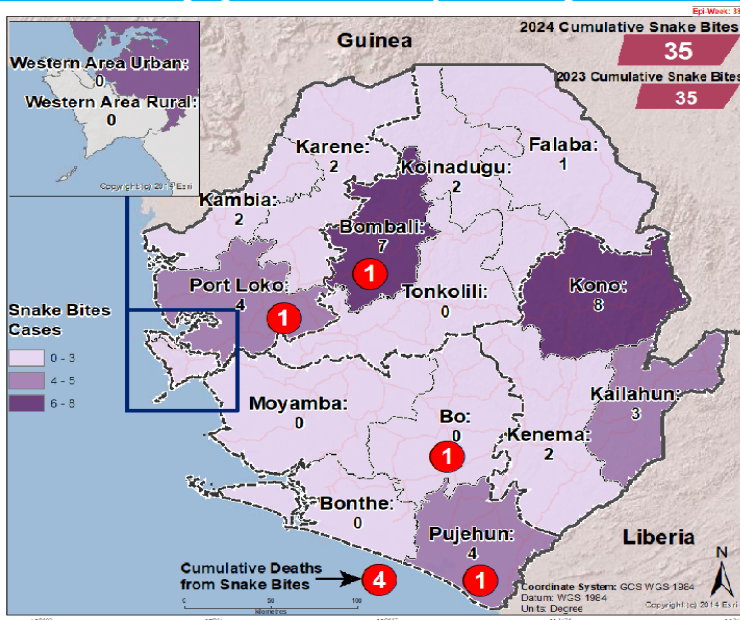 Epi-Week: 38
2024 Cumulative Snake Bites
35
2023 Cumulative Snake Bites
35
Guinea
Western Area Urban:
0
Western Area Rural:
0
Copyright (c) 2014 Esri
Karene:
2
Koinadugu:
2
Falaba:
1
Kambia:
2
Bombali:
7
1
Port Loko:
4
1
Tonkolili:
0
Kono:
8
Snake Bites
Cases
0 - 3
4 - 5
6 - 8
Moyamba:
0
Bo:
0
1
Kenema:
2
Kailahun:
3
Bonthe:
0
Pujehun:
4
1
Liberia
Cumulative Deaths
from Snake Bites
4
N
Coordinate System: GCS WGS 1984
Datum: WGS 1984
Units: Degree
Copyright (c) 2014 Esri
0 50 100
Kilometres